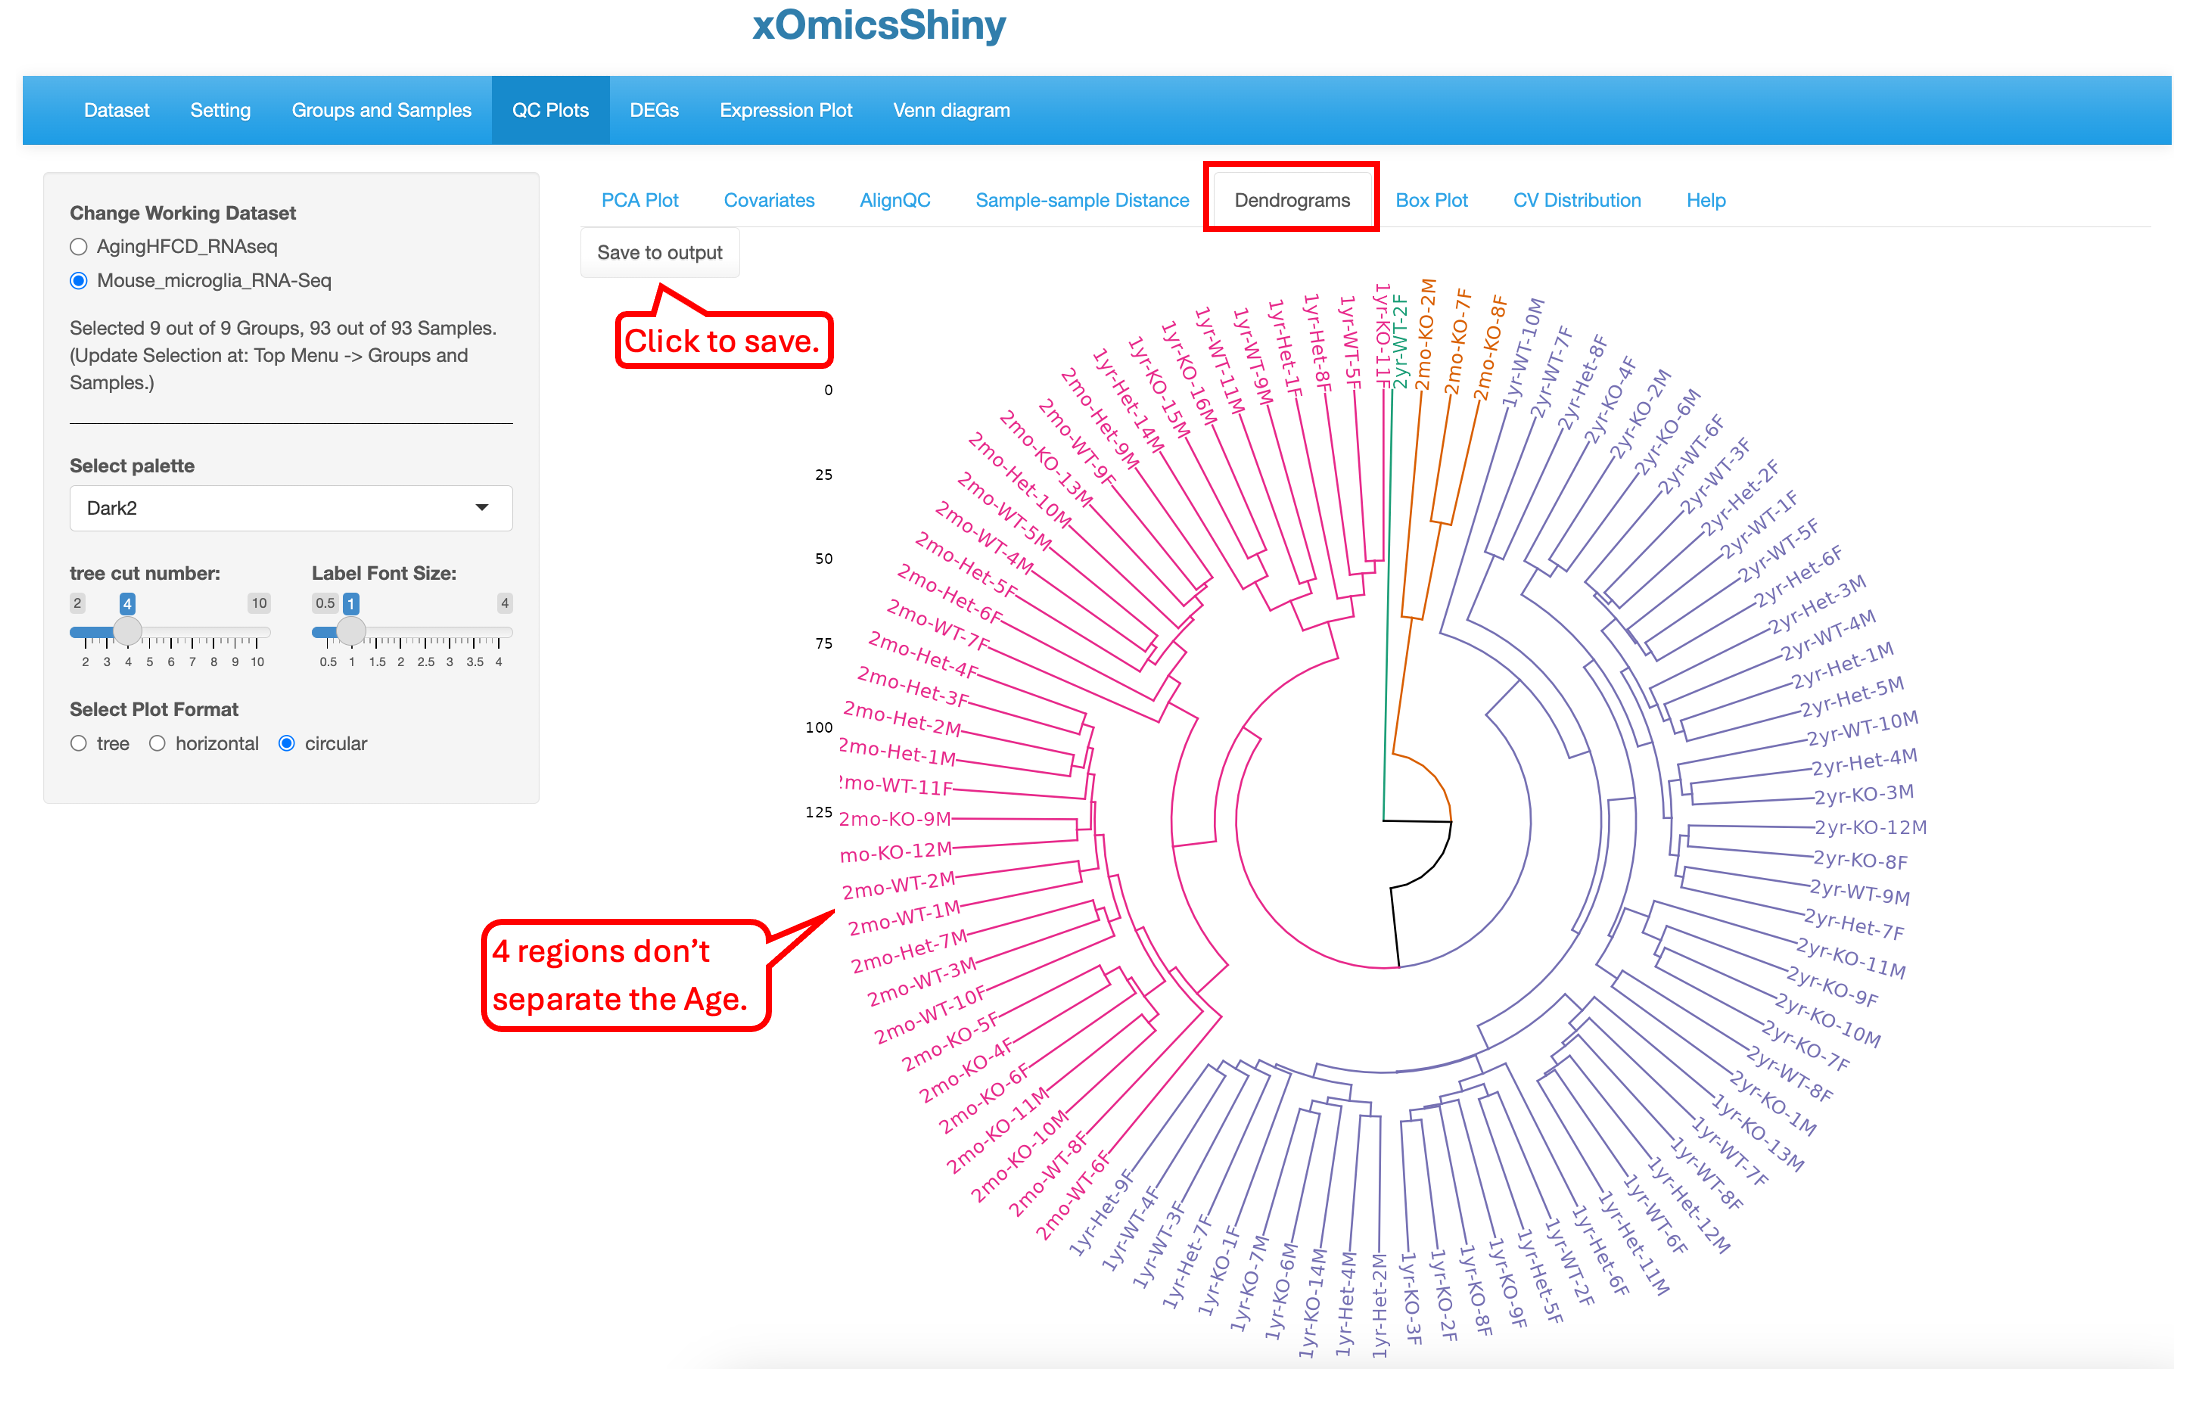 xOmicsShiny
Dataset Setting Groups and Samples QC Plots DEGs Expression Plot Venn diagram
PCA Plot Covariates AlignQC Sample-sample Distance Dendrograms Box Plot CV Distribution Help
Save to output
Click to save.
Change Working Dataset
AgingHFCD_RNAseq
Mouse_microglia_RNA-Seq
Selected 9 out of 9 Groups, 93 out of 93 Samples.
(Update Selection at: Top Menu -> Groups and
Samples.)
Select palette
Dark2
tree cut number:
2 4 10
2 3 4 5 6 7 8 9 10
Label Font Size:
0.5 1 4
0.5 1 1.5 2 2.5 3 3.5 4
Select Plot Format
tree horizontal circular
0
25
50
75
100
125
4 regions don't
separate the Age.
2yr-WT-2F
2mo-KO-2M
2mo-KO-7F
2mo-KO-8F
1yr-WT-10M
2yr-WT-7F
2yr-Het-8F
2yr-KO-4F
2yr-KO-2M
2yr-KO-6M
2yr-WT-6F
2yr-WT-3F
2yr-Het-2F
2yr-WT-1F
2yr-WT-5F
2yr-Het-6F
2yr-Het-3M
2yr-WT-4M
2yr-Het-1M
2yr-Het-5M
2yr-WT-10M
2yr-Het-4M
2yr-KO-3M
2yr-KO-12M
2yr-KO-8F
2yr-WT-9M
2yr-Het-7F
2yr-KO-11M
2yr-KO-9F
2yr-KO-10M
2yr-KO-7F
2yr-WT-8F
2yr-KO-1M
1yr-KO-13M
1yr-WT-7F
1yr-WT-8F
1yr-Het-12M
1yr-WT-6F
1yr-Het-11M
1yr-Het-6F
1yr-WT-2F
1yr-Het-5F
1yr-KO-9F
1yr-KO-8F
1yr-KO-2F
1yr-KO-3F
1yr-Het-2M
1yr-Het-4M
1yr-KO-14M
1yr-KO-6M
1yr-KO-7M
1yr-KO-1F
1yr-Het-7F
1yr-WT-3F
1yr-WT-4F
1yr-Het-9F
2mo-WT-6F
2mo-WT-8F
2mo-KO-10M
2mo-KO-11M
2mo-KO-6F
2mo-KO-4F
2mo-KO-5F
2mo-WT-10F
2mo-WT-3M
2mo-Het-7M
2mo-WT-1M
2mo-WT-2M
mo-KO-12M
2mo-KO-9M
2mo-WT-11F
2mo-Het-1M
2mo-Het-2M
2mo-Het-3F
2mo-Het-4F
2mo-WT-7F
2mo-Het-6F
2mo-Het-5F
2mo-WT-4M
2mo-WT-5M
2mo-Het-10M
2mo-KO-13M
2mo-WT-9F
2mo-Het-9M
1yr-Het-14M
1yr-KO-15M
1yr-KO-16M
1yr-WT-11M
1yr-WT-9M
1yr-Het-1F
1yr-Het-8F
1yr-WT-5F
1yr-KO-11F